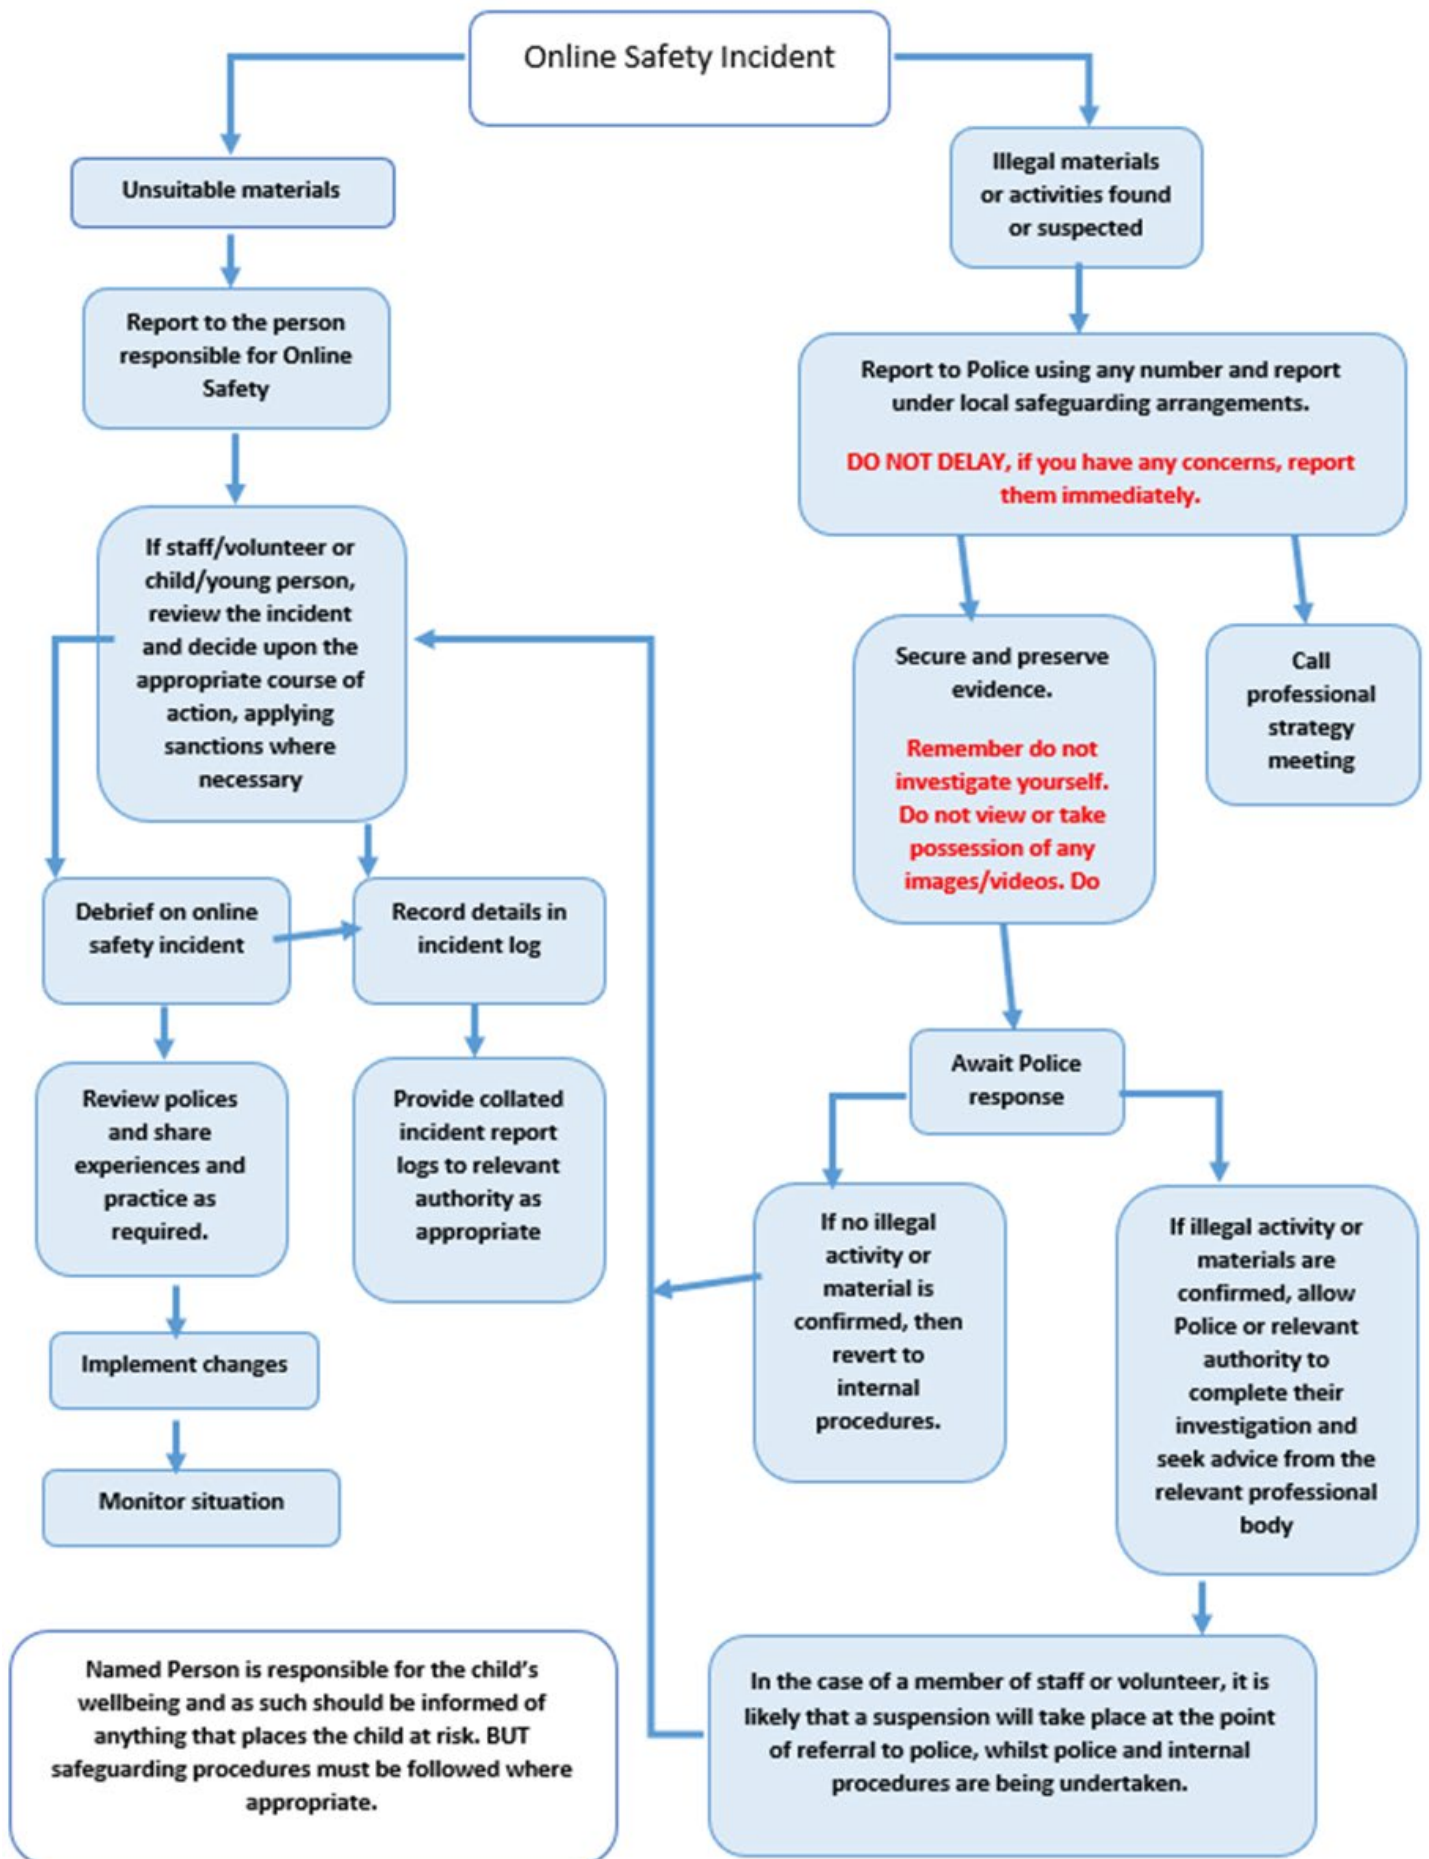 Online Safety Incident
Unsuitable materials
Report to the person
responsible for Online
Safety
If staff/volunteer or
child/young person,
review the incident
and decide upon the
appropriate course of
action, applying
sanctions where
necessary
Debrief on online
safety incident
Record details in
incident log
Review polices
and share
experiences and
practice as
required.
Provide collated
incident report
logs to relevant
authority as
appropriate
Implement changes
Monitor situation
Named Person is responsible for the child's
wellbeing and as such should be informed of
anything that places the child at risk. BUT
safeguarding procedures must be followed where
appropriate.
Illegal materials
or activities found
or suspected
Report to Police using any number and report
under local safeguarding arrangements.
DO NOT DELAY, if you have any concerns, report
them immediately.
Secure and preserve
evidence.
Remember do not
investigate yourself.
Do not view or take
possession of any
images/videos. Do
Call
professional
strategy
meeting
Await Police
response
If no illegal
activity or
material is
confirmed, then
revert to
internal
procedures.
If illegal activity or
materials are
confirmed, allow
Police or relevant
authority to
complete their
investigation and
seek advice from the
relevant professional
body
In the case of a member of staff or volunteer, it is
likely that a suspension will take place at the point
of referral to police, whilst police and internal
procedures are being undertaken.